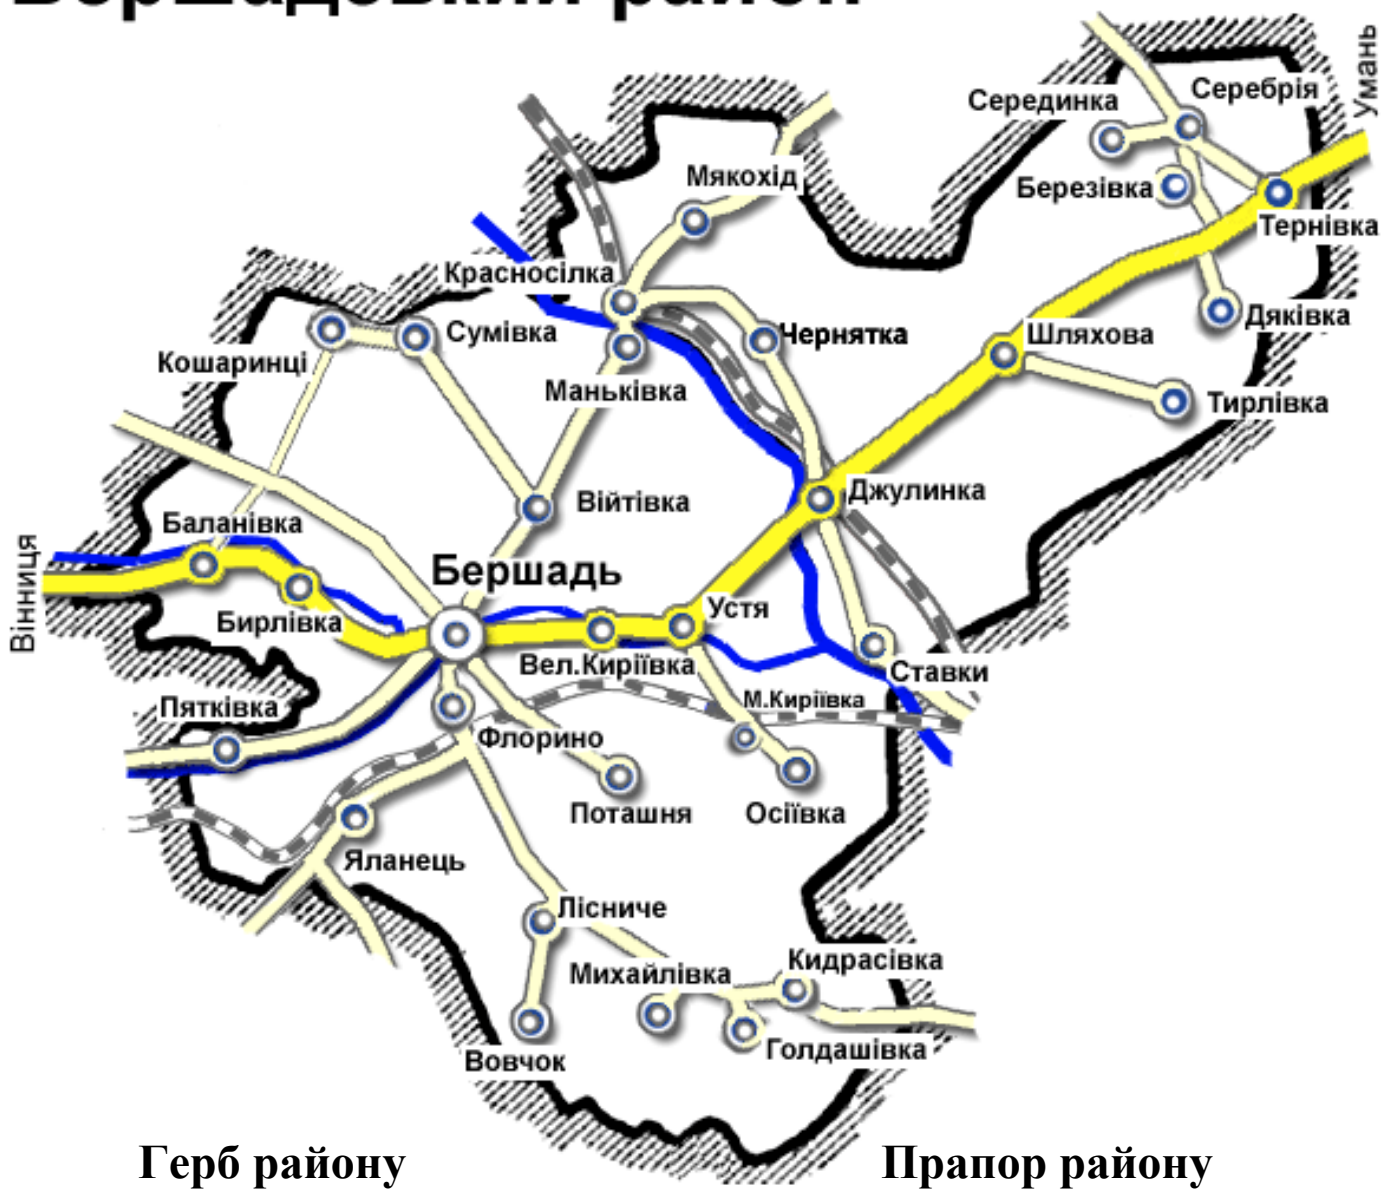 Бершадський район
Умань
Серебрія
Серединка
Мякохід
Березівка
Тернівка
Красносілка
Дяківка
Сумівка
Чернятка
Шляхова
Кошаринці
Маньківка
Тирлівка
Джулинка
Війтівка
Баланівка
Вінниця
Бершадь
Устя
Бирлівка
Вел.Киріївка
Ставки
М.Киріївка
Пятківка
Флорино
Поташня
Осіївка
Яланець
Лісниче
Кидрасівка
Михайлівка
Голдашівка
Вовчок
Герб району
Прапор району